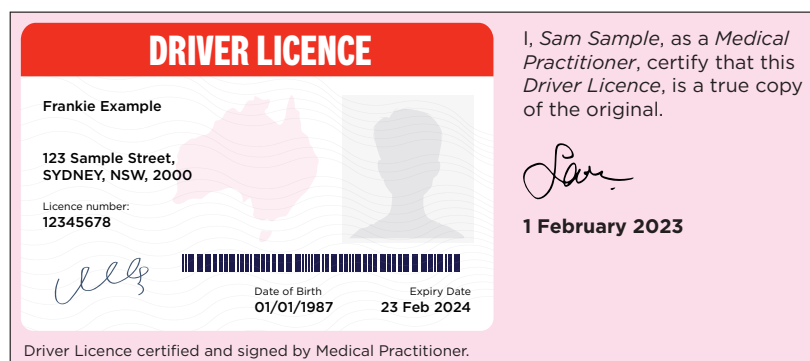 DRIVER LICENCE
Frankie Example
123 Sample Street,
SYDNEY, NSW, 2000
Licence number:
12345678
Date of Birth
01/01/1987
Expiry Date
23 Feb 2024
I, Sam Sample, as a Medical
Practitioner, certify that this
Driver Licence, is a true copy
of the original.
Sam
1 February 2023
Driver Licence certified and signed by Medical Practitioner.